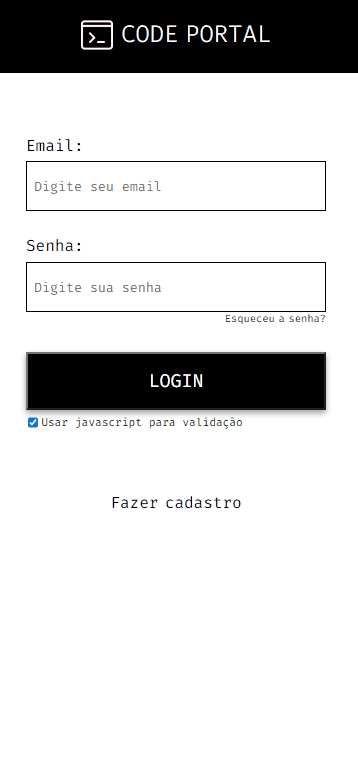 CODE PORTAL
Email:
Digite seu email
Senha:
Digite sua senha
Esqueceu a senha?
LOGIN
Usar javascript para validação
Fazer cadastro